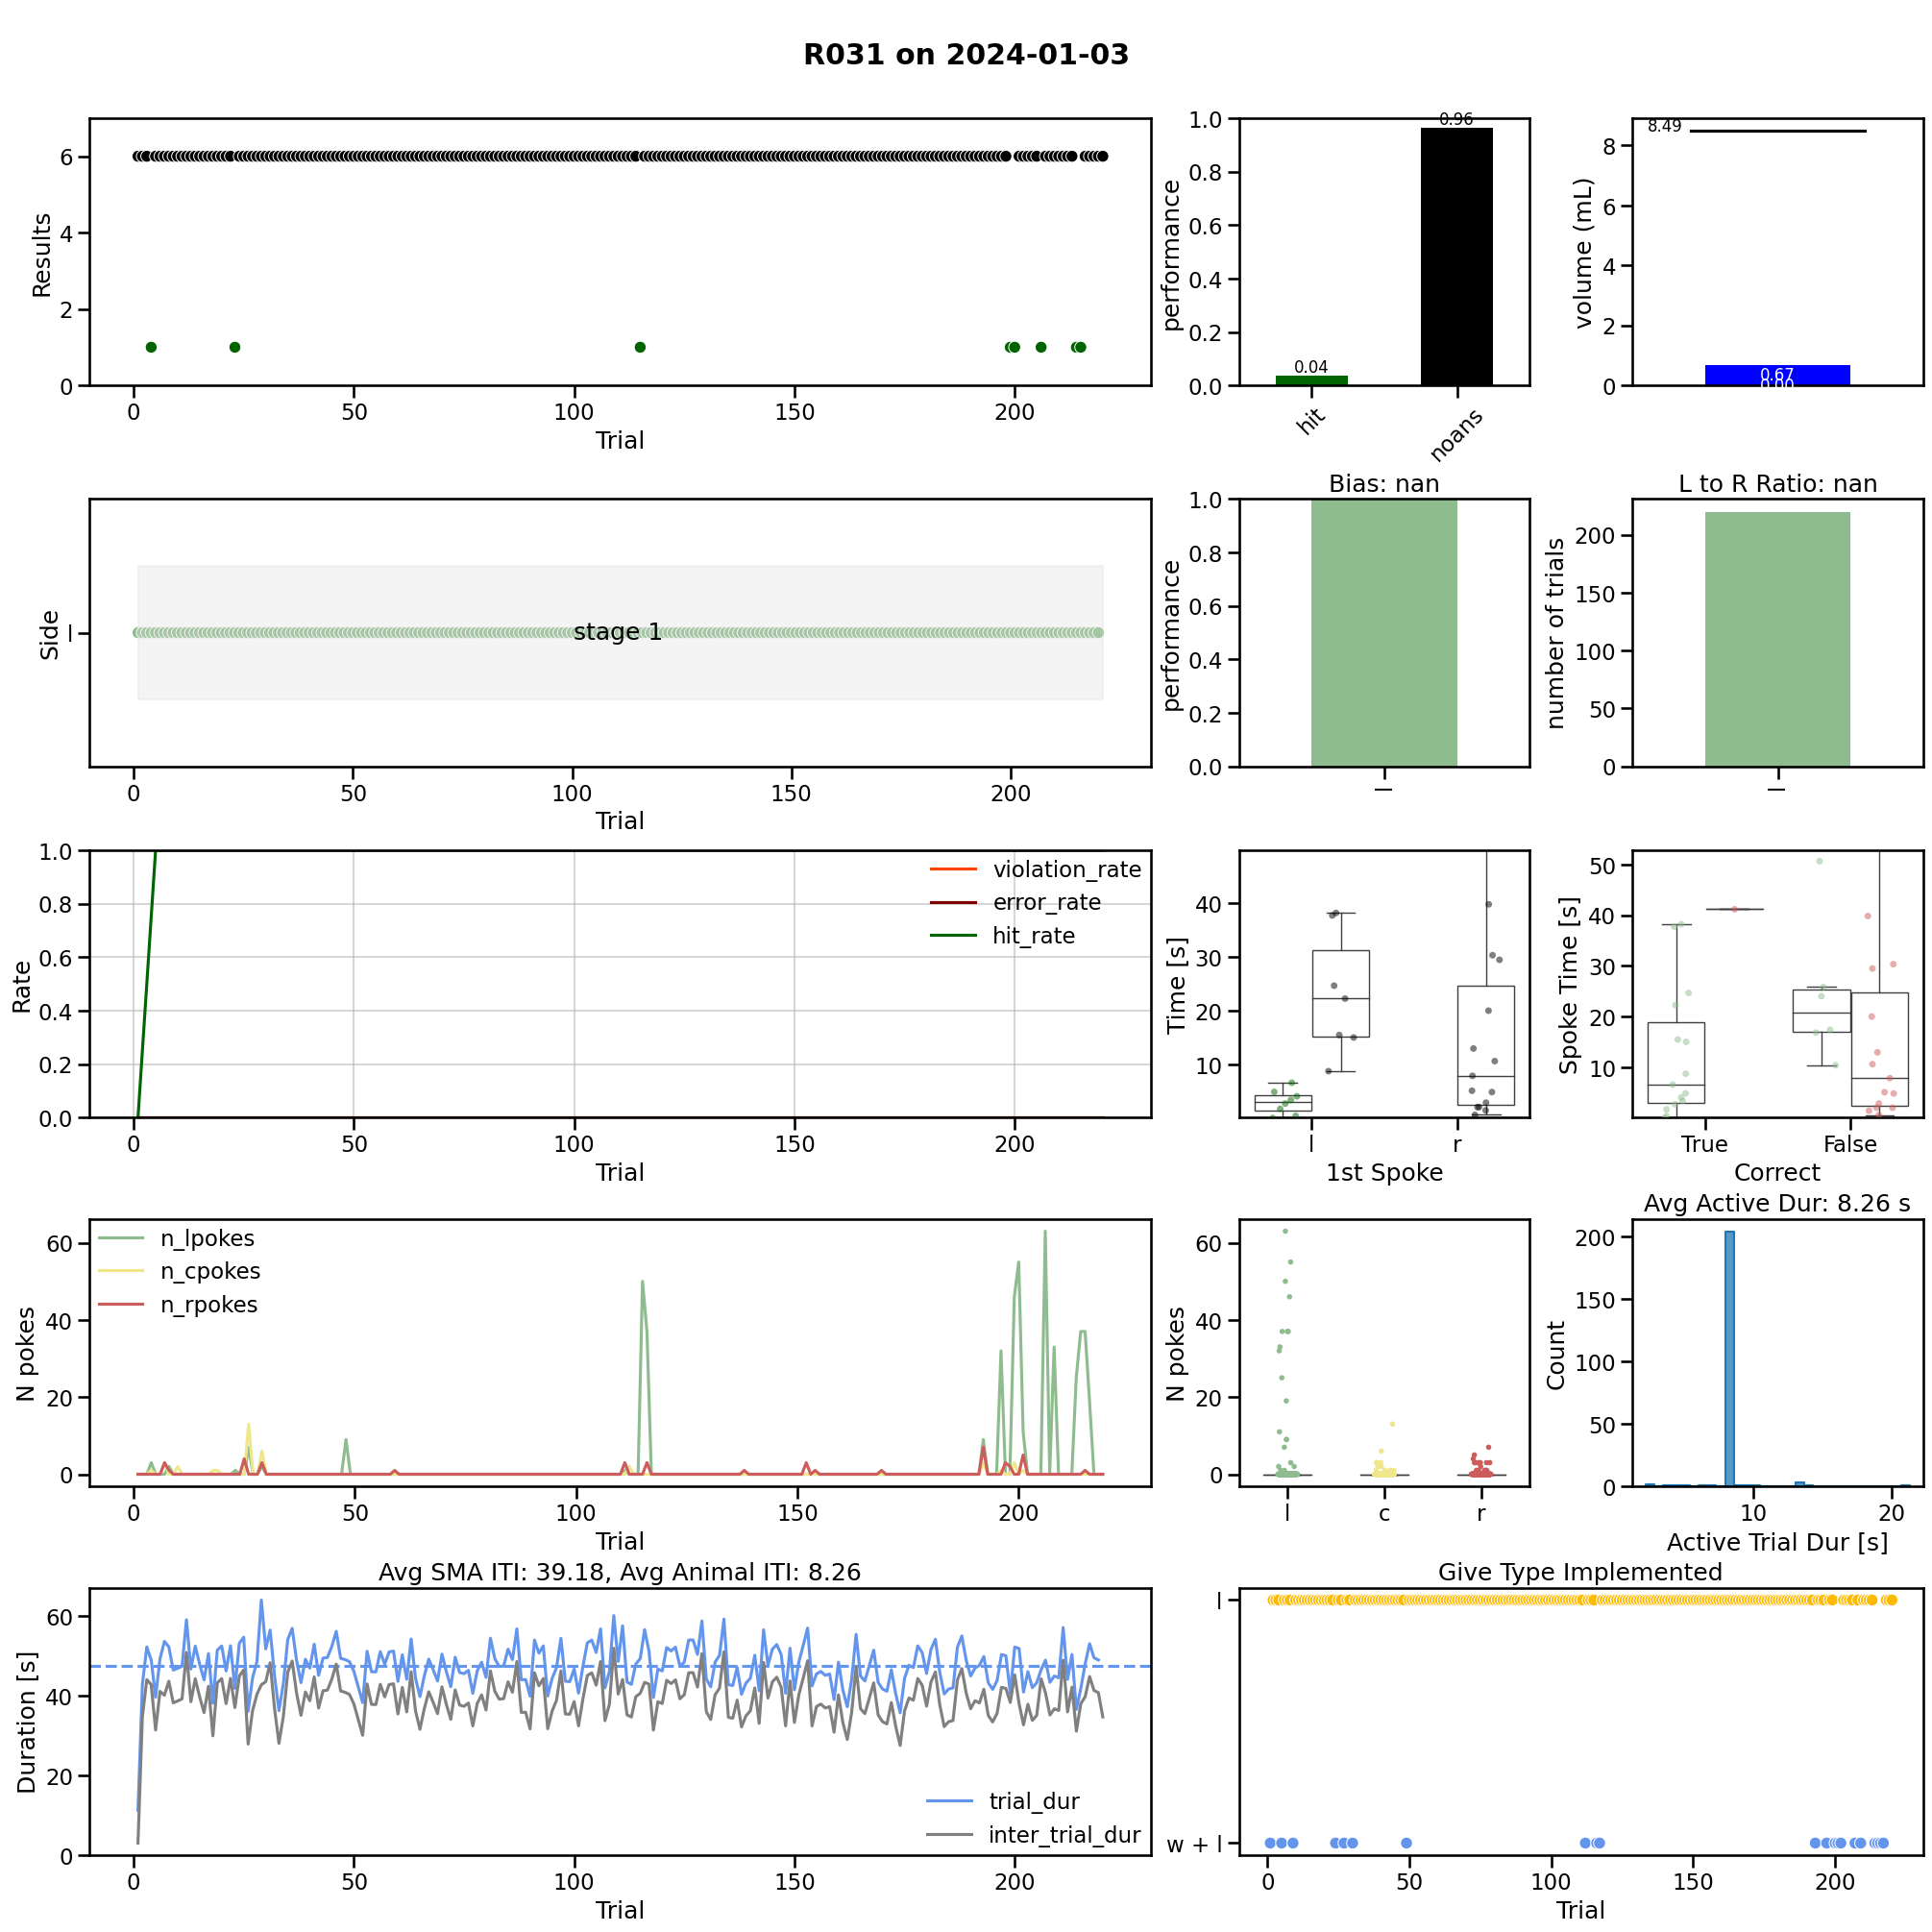 R031 on 2024-01-03
Results
6
4
2
0
0
50
100
150
200
Trial
performance
1.0
0.8
0.6
0.4
0.2
0.0
0.04
0.96
hit
noans
volume (mL)
8
6
4
2
0
8.49
0.67
0.00
Side
l
stage 1
0
50
100
150
200
Trial
Bias: nan
performance
1.0
0.8
0.6
0.4
0.2
0.0
l
L to R Ratio: nan
number of trials
200
150
100
50
0
l
Rate
1.0
0.8
0.6
0.4
0.2
0.0
violation_rate
error_rate
hit_rate
0
50
100
150
200
Trial
Time [s]
40
30
20
10
l
r
1st Spoke
Spoke Time [s]
50
40
30
20
10
True
False
Correct
N pokes
60
40
20
0
n_lpokes
n_cpokes
n_rpokes
0
50
100
150
200
Trial
N pokes
60
40
20
0
l
c
r
Avg Active Dur: 8.26 s
Count
200
150
100
50
0
10
20
Active Trial Dur [s]
Avg SMA ITI: 39.18, Avg Animal ITI: 8.26
Duration [s]
60
40
20
0
trial_dur
inter_trial_dur
0
50
100
150
200
Trial
Give Type Implemented
l
w + l
0
50
100
150
200
Trial